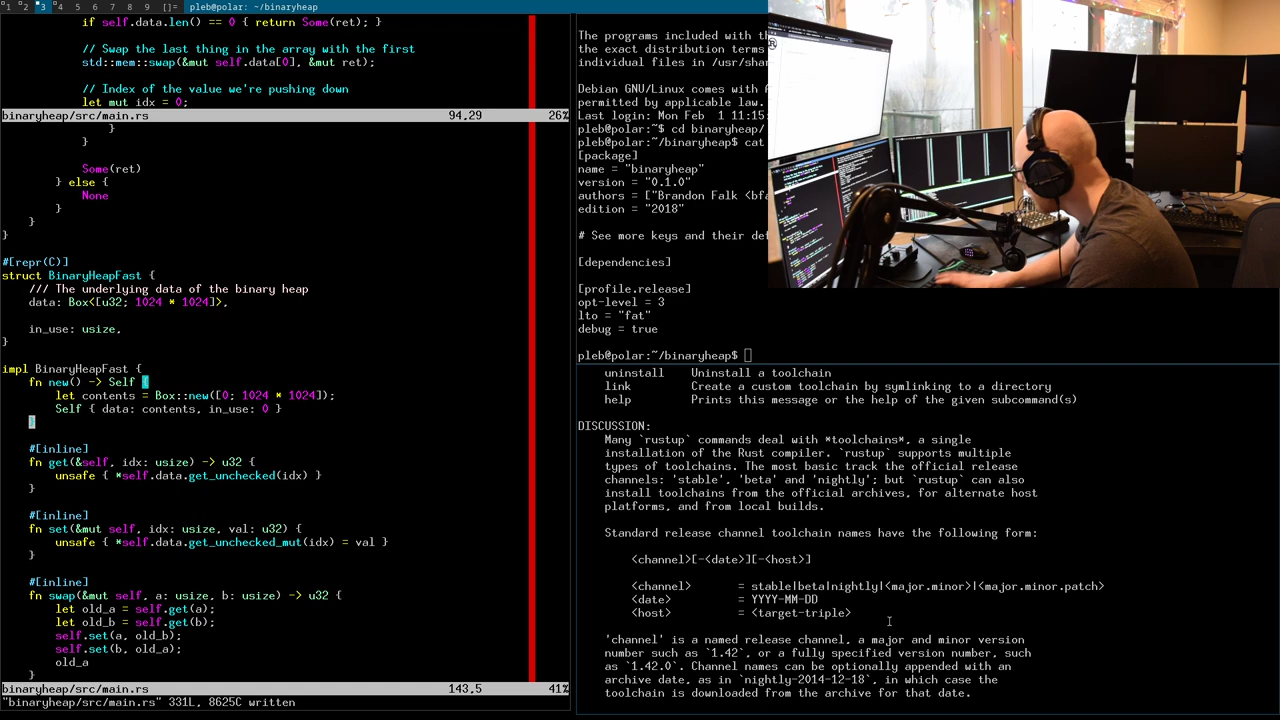 1 2 3 4 5 6 7 8 9 []= pleb@polar: ~/binaryheap
if self.data.len() == 0 { return Some(ret); }
// Swap the last thing in the array with the first
std::mem::swap(&mut self.data[0], &mut ret);
// Index of the value we're pushing down
let mut idx = 0;
binaryheap/src/main.rs 94,29 26%
}
}
Some(ret)
} else {
None
}
}
}
#[repr(C)]
struct BinaryHeapFast {
/// The underlying data of the binary heap
data: Box<[u32; 1024 * 1024]>,
in_use: usize,
}
impl BinaryHeapFast {
fn new() -> Self {
let contents = Box::new([0; 1024 * 1024]);
Self { data: contents, in_use: 0 }
}
#[inline]
fn get(&self, idx: usize) -> u32 {
unsafe { *self.data.get_unchecked(idx) }
}
#[inline]
fn set(&mut self, idx: usize, val: u32) {
unsafe { *self.data.get_unchecked_mut(idx) = val }
}
#[inline]
fn swap(&mut self, a: usize, b: usize) -> u32 {
let old_a = self.get(a);
let old_b = self.get(b);
self.set(a, old_b);
self.set(b, old_a);
old_a
}
binaryheap/src/main.rs 143,5 41%
"binaryheap/src/main.rs" 331L, 8625C written
The programs included with th
the exact distribution terms
individual files in /usr/shar
Debian GNU/Linux comes with A
permitted by applicable law.
Last login: Mon Feb 1 11:15:
pleb@polar:~$ cd binaryheap/
pleb@polar:~/binaryheap$ cat
[package]
name = "binaryheap"
version = "0.1.0"
authors = ["Brandon Falk <bfa
edition = "2018"
# See more keys and their def
[dependencies]
[profile.release]
opt-level = 3
lto = "fat"
debug = true
pleb@polar:~/binaryheap$
uninstall Uninstall a toolchain
link Create a custom toolchain by symlinking to a directory
help Prints this message or the help of the given subcommand(s)
DISCUSSION:
Many `rustup` commands deal with *toolchains*, a single
installation of the Rust compiler. `rustup` supports multiple
types of toolchains. The most basic track the official release
channels: 'stable', 'beta' and 'nightly'; but `rustup` can also
install toolchains from the official archives, for alternate host
platforms, and from local builds.
Standard release channel toolchain names have the following form:
<channel>[-<date>][-<host>]
<channel> = stable|beta|nightly|<major.minor>|<major.minor.patch>
<date> = YYYY-MM-DD
<host> = <target-triple>
'channel' is a named release channel, a major and minor version
number such as `1.42`, or a fully specified version number, such
as `1.42.0`. Channel names can be optionally appended with an
archive date, as in `nightly-2014-12-18`, in which case the
toolchain is downloaded from the archive for that date.